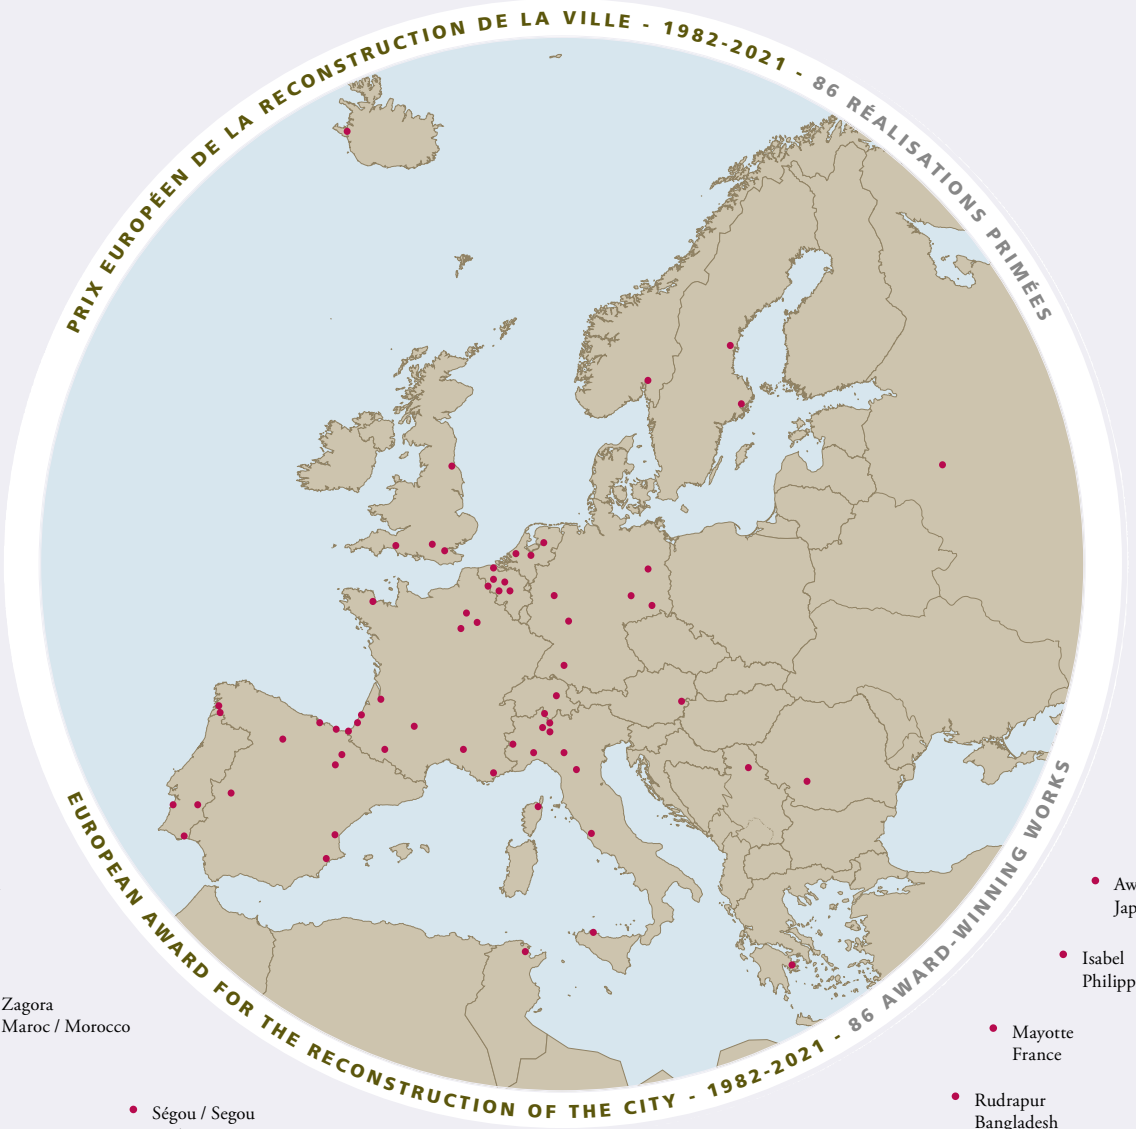 PRIX EUROPÉEN DE LA RECONSTRUCTION DE LA VILLE - 1982-2021 - 86 RÉALISATIONS PRIMÉES
EUROPEAN AWARD FOR THE RECONSTRUCTION OF THE CITY - 1982-2021 - 86 AWARD-WINNING WORKS
Isabel
Mayotte
France
Rudrapur
Bangladesh
Zagora
Maroc / Morocco
Ségou / Segou